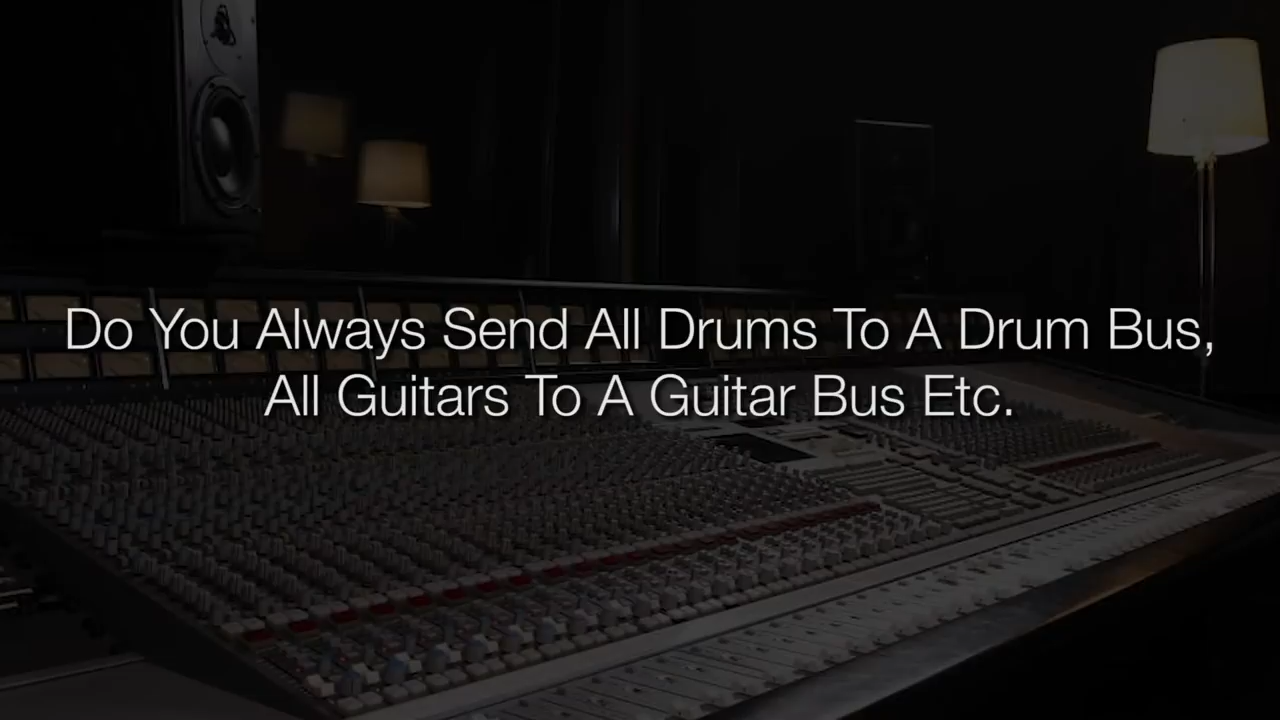 Do You Always Send All Drums To A Drum Bus,
All Guitars To A Guitar Bus Etc.